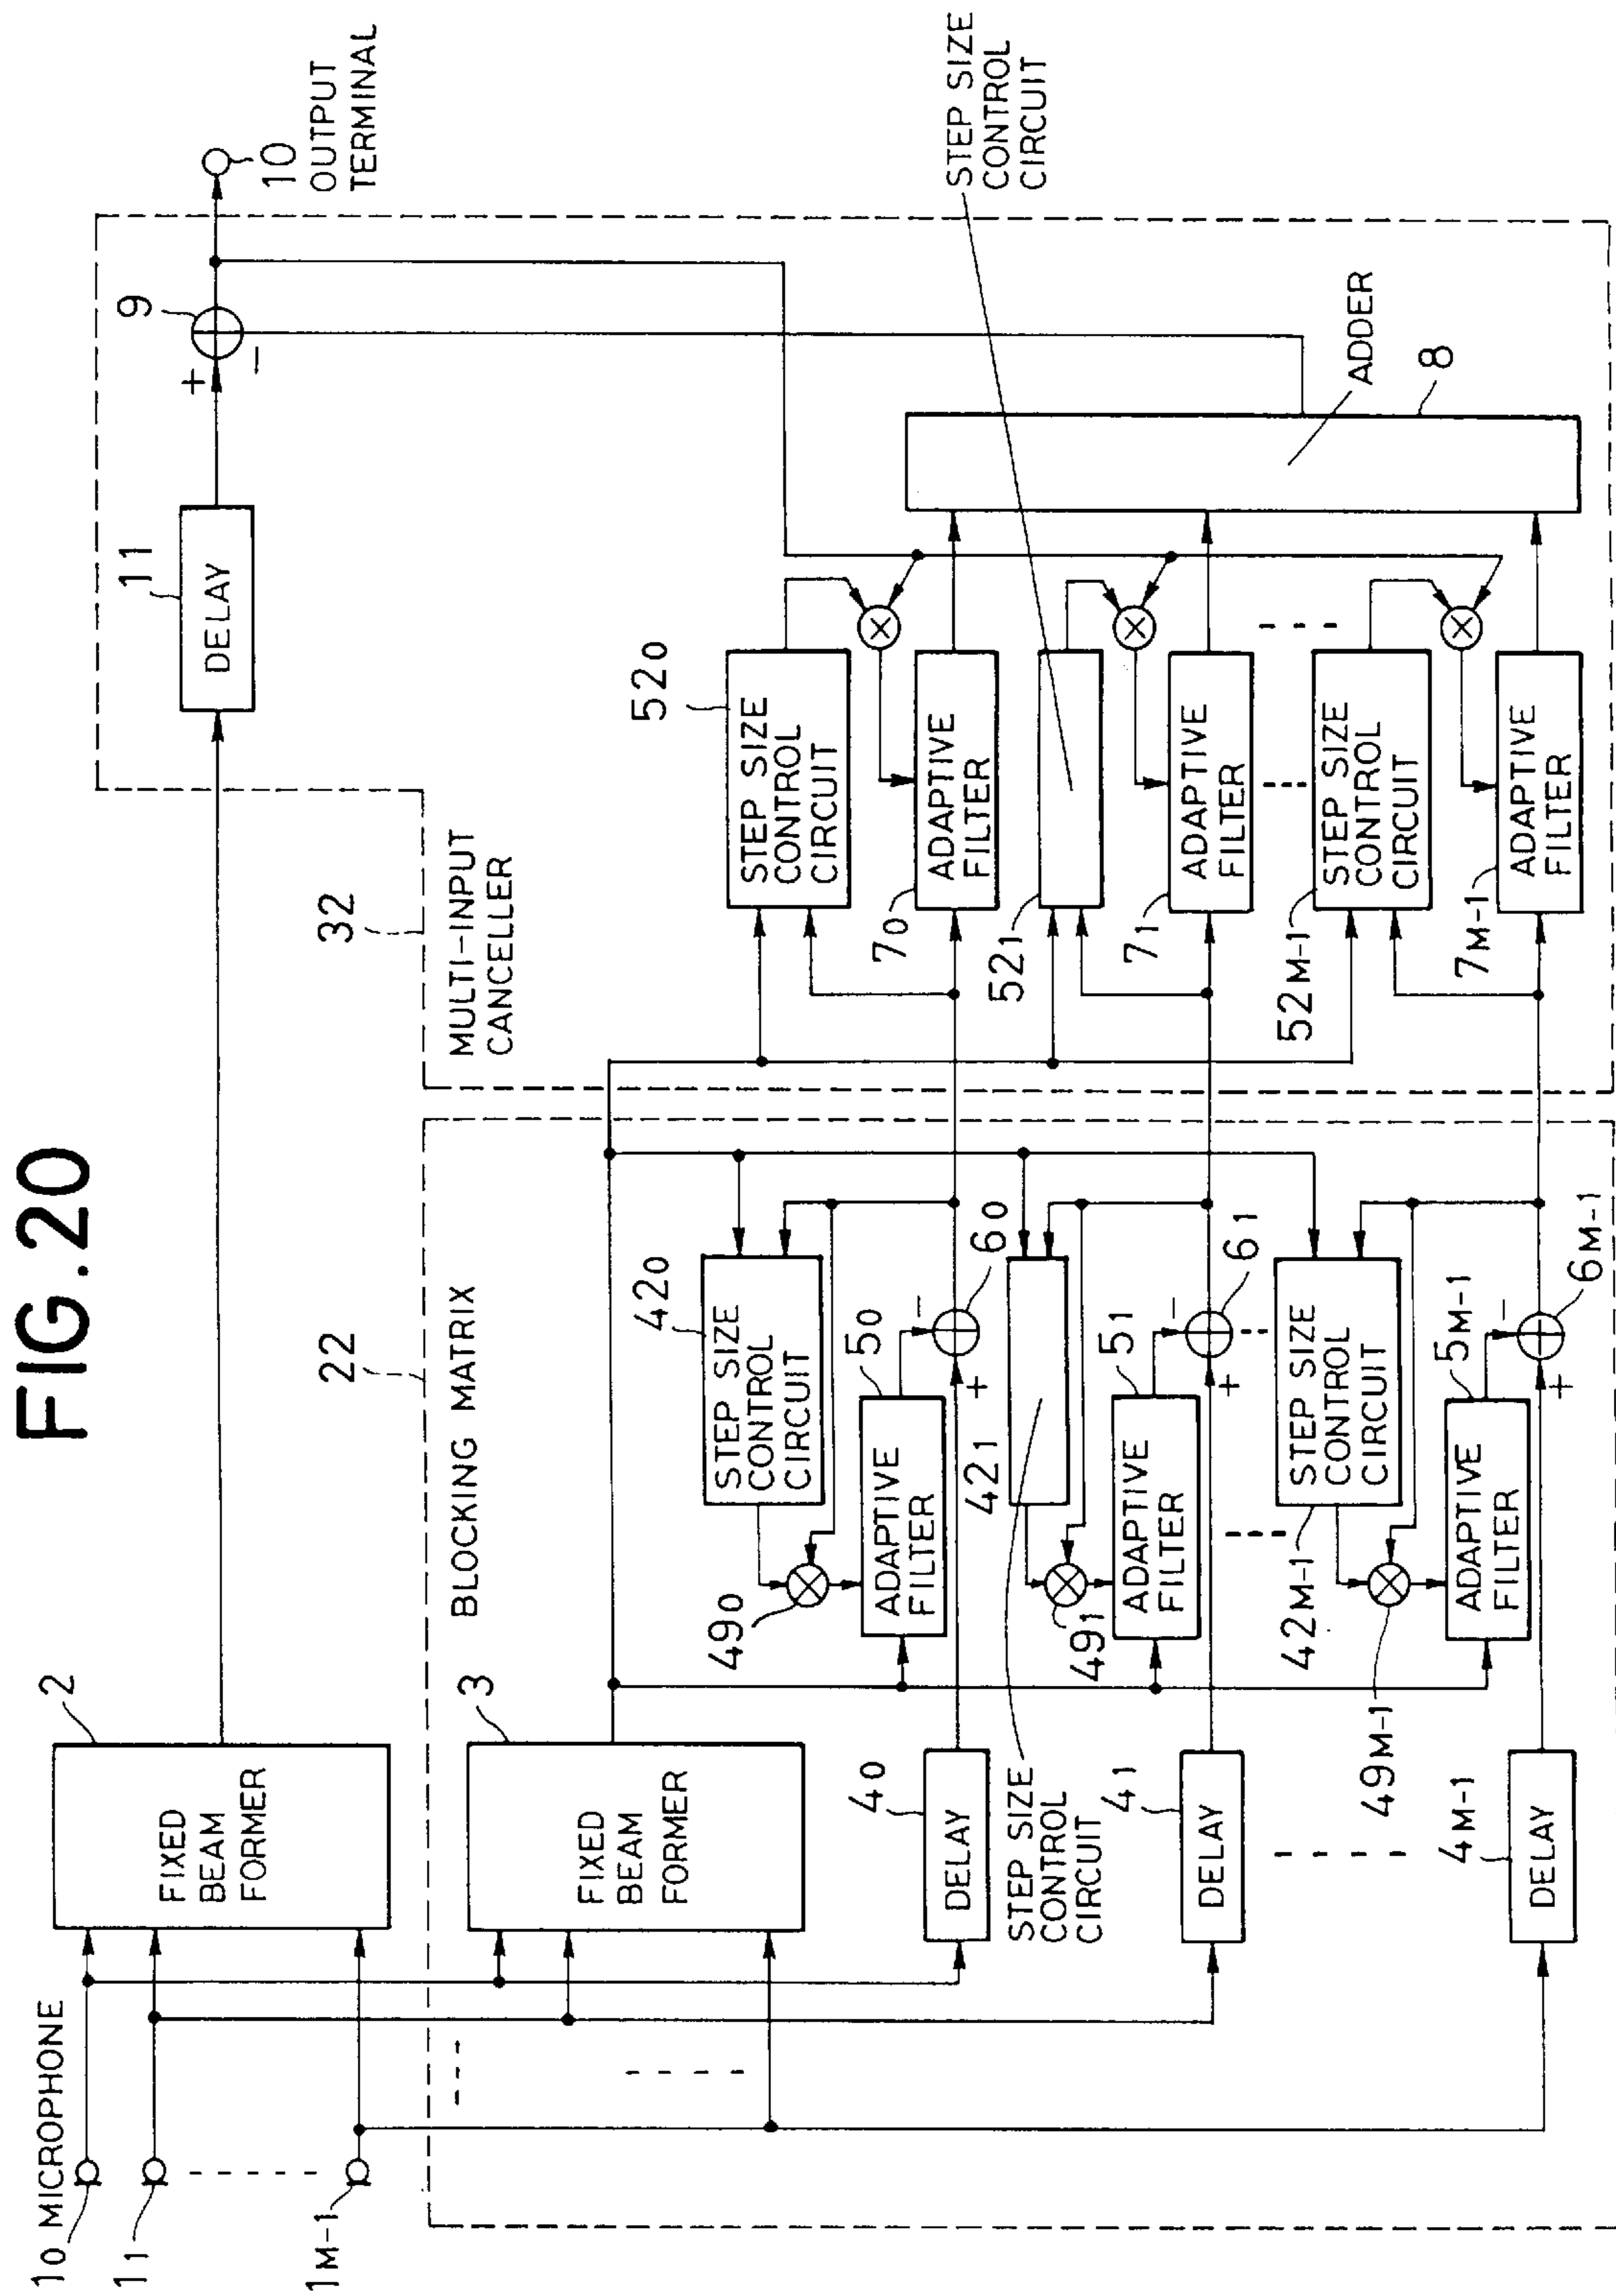 FIG.20
10 MICROPHONE
11
1M-1
2
FIXED
BEAM
FORMER
22
BLOCKING MATRIX
3
FIXED
BEAM
FORMER
40
DELAY
STEP SIZE
CONTROL
CIRCUIT
41
DELAY
4M-1
DELAY
420
STEP SIZE
CONTROL
CIRCUIT
490
50
ADAPTIVE
FILTER
+
-
60
421
491
51
ADAPTIVE
FILTER
+
-
61
42M-1
STEP SIZE
CONTROL
CIRCUIT
49M-1
5M-1
ADAPTIVE
FILTER
+
-
6M-1
32
MULTI-INPUT
CANCELLER
11
DELAY
+
-
9
10
OUTPUT
TERMINAL
520
STEP SIZE
CONTROL
CIRCUIT
70
ADAPTIVE
FILTER
521
STEP SIZE
CONTROL
CIRCUIT
71
ADAPTIVE
FILTER
52M-1
STEP SIZE
CONTROL
CIRCUIT
7M-1
ADAPTIVE
FILTER
ADDER
8